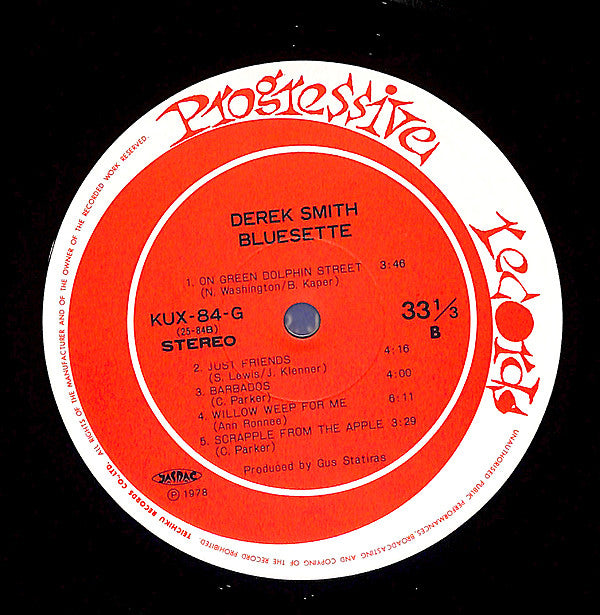 Progressive
records
DEREK SMITH
BLUESETTE
1. ON GREEN DOLPHIN STREET 3:46
(N. Washington/B. Kaper)
KUX-84-G
(25-84B)
STEREO
33 1/3
B
2. JUST FRIENDS 4:16
(S. Lewis/J. Klenner)
3. BARBADOS 4:00
(C. Parker)
4. WILLOW WEEP FOR ME 6:11
(Ann Ronnee)
5. SCRAPPLE FROM THE APPLE 3:29
(C. Parker)
Produced by Gus Statiras
JASRAC
Ⓟ 1978
TEICHIKU RECORDS CO., LTD. ALL RIGHTS OF THE MANUFACTURER AND OF THE OWNER OF THE RECORDED WORK RESERVED.
UNAUTHORISED PUBLIC PERFORMANCES, BROADCASTING AND COPYING OF THE RECORD PROHIBITED.